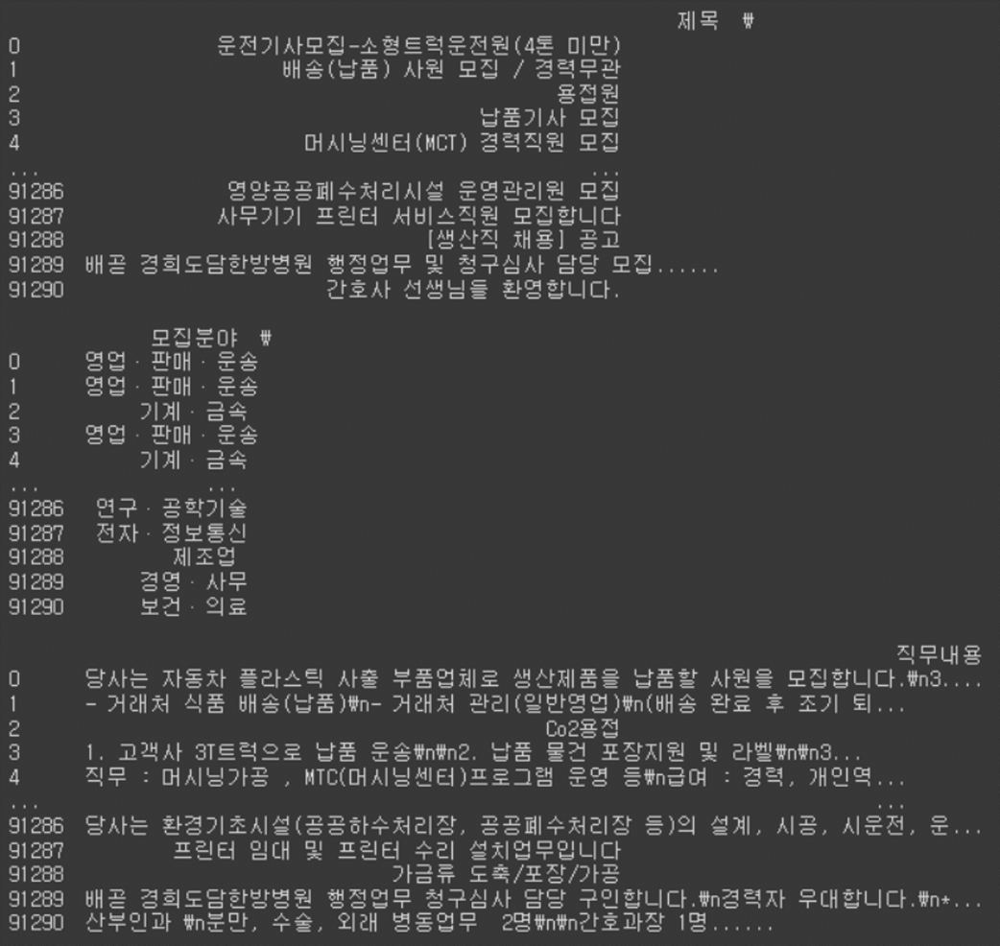 제목 ₩
0 운전기사모집-소형트럭운전원(4톤 미만)
1 배송(납품) 사원 모집 / 경력무관
2 용접원
3 납품기사 모집
4 머시닝센터(MCT) 경력직원 모집
... ...
91286 영양공공폐수처리시설 운영관리원 모집
91287 사무기기 프린터 서비스직원 모집합니다
91288 [생산직 채용] 공고
91289 배곧 경희도담한방병원 행정업무 및 청구심사 담당 모집......
91290 간호사 선생님들 환영합니다.
모집분야 ₩
0 영업·판매·운송
1 영업·판매·운송
2 기계·금속
3 영업·판매·운송
4 기계·금속
... ...
91286 연구·공학기술
91287 전자·정보통신
91288 제조업
91289 경영·사무
91290 보건·의료
직무내용
0 당사는 자동차 플라스틱 사출 부품업체로 생산제품을 납품할 사원을 모집합니다.₩n3....
1 - 거래처 식품 배송(납품)₩n- 거래처 관리(일반영업)₩n(배송 완료 후 조기 퇴...
2 Co2용접
3 1. 고객사 3T트럭으로 납품 운송₩n₩n2. 납품 물건 포장지원 및 라벨₩n₩n3...
4 직무 : 머시닝가공 , MTC(머시닝센터)프로그램 운영 등₩n급여 : 경력, 개인역...
... ...
91286 당사는 환경기초시설(공공하수처리장, 공공폐수처리장 등)의 설계, 시공, 시운전, 운...
91287 프린터 임대 및 프린터 수리 설치업무입니다
91288 가금류 도축/포장/가공
91289 배곧 경희도담한방병원 행정업무 청구심사 담당 구인합니다.₩n경력자 우대합니다.₩n*...
91290 산부인과 ₩n분만, 수술, 외래 병동업무 2명₩n₩n간호과장 1명......